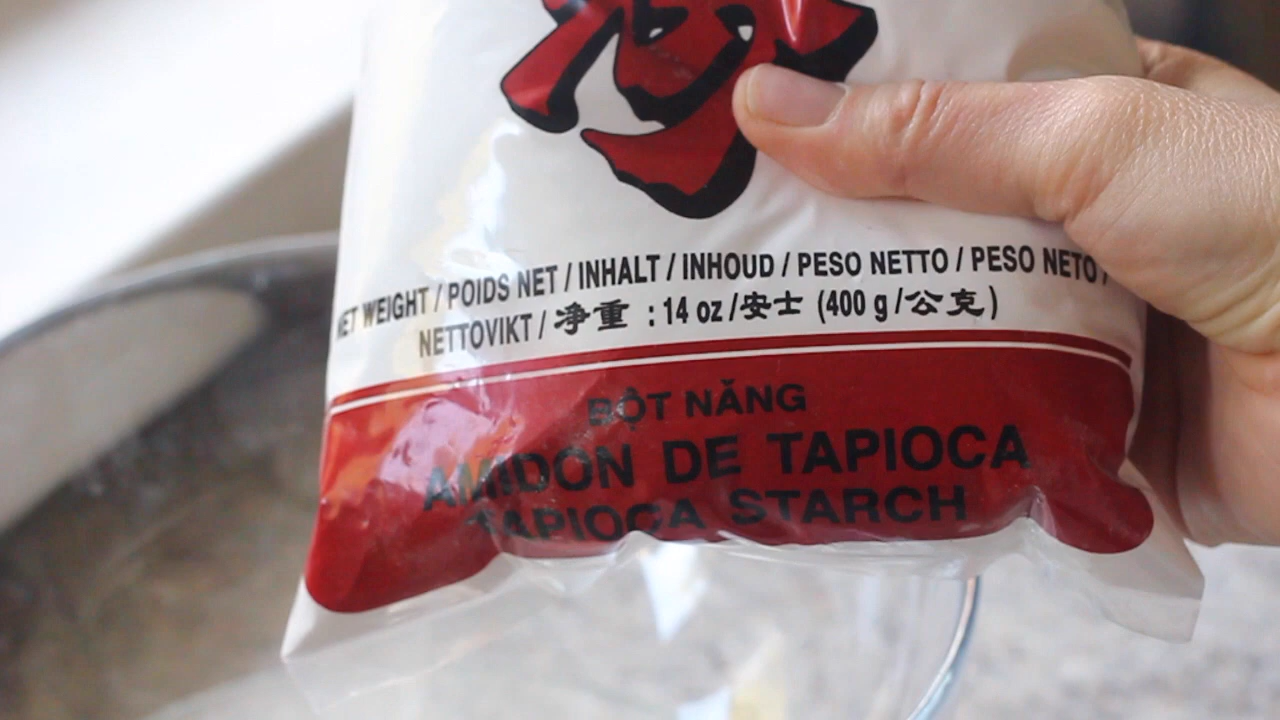 NET WEIGHT / POIDS NET / INHALT / INHOUD / PESO NETTO / PESO NETO /
NETTOVIKT / 净重 : 14 oz /安士 (400 g /公克)
BỘT NĂNG
AMIDON DE TAPIOCA
TAPIOCA STARCH